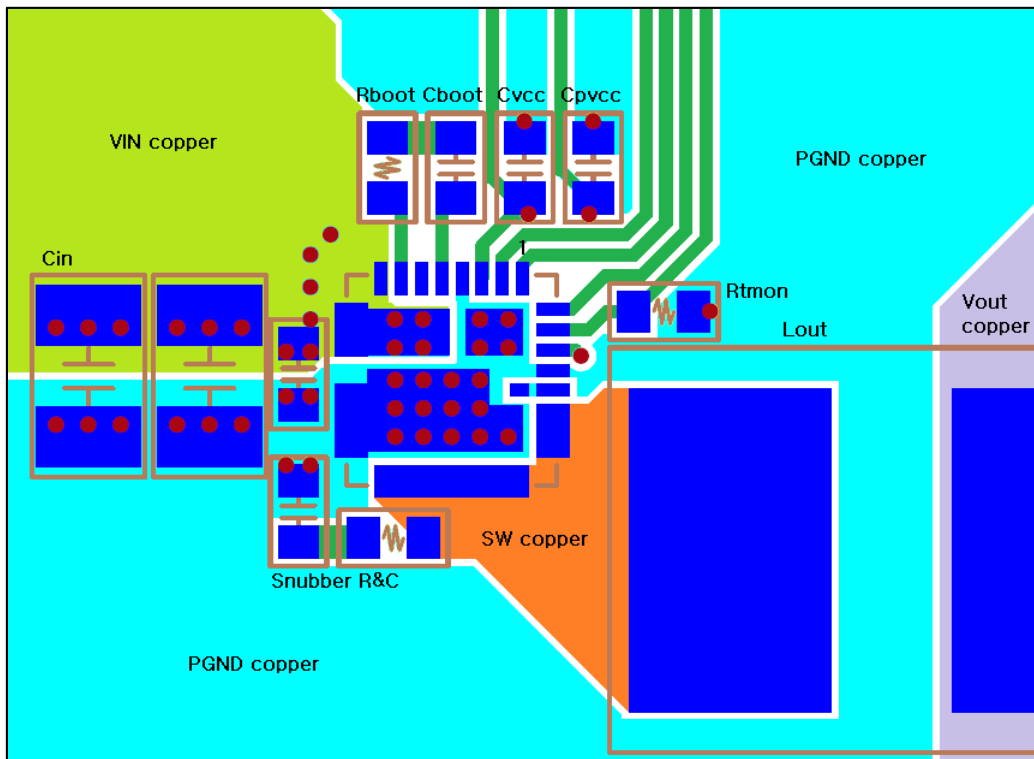 Rboot Cboot Cvcc Cpvcc
VIN copper
PGND copper
1
Cin
Rtmon
Vout
copper
Lout
SW copper
Snubber R&C
PGND copper